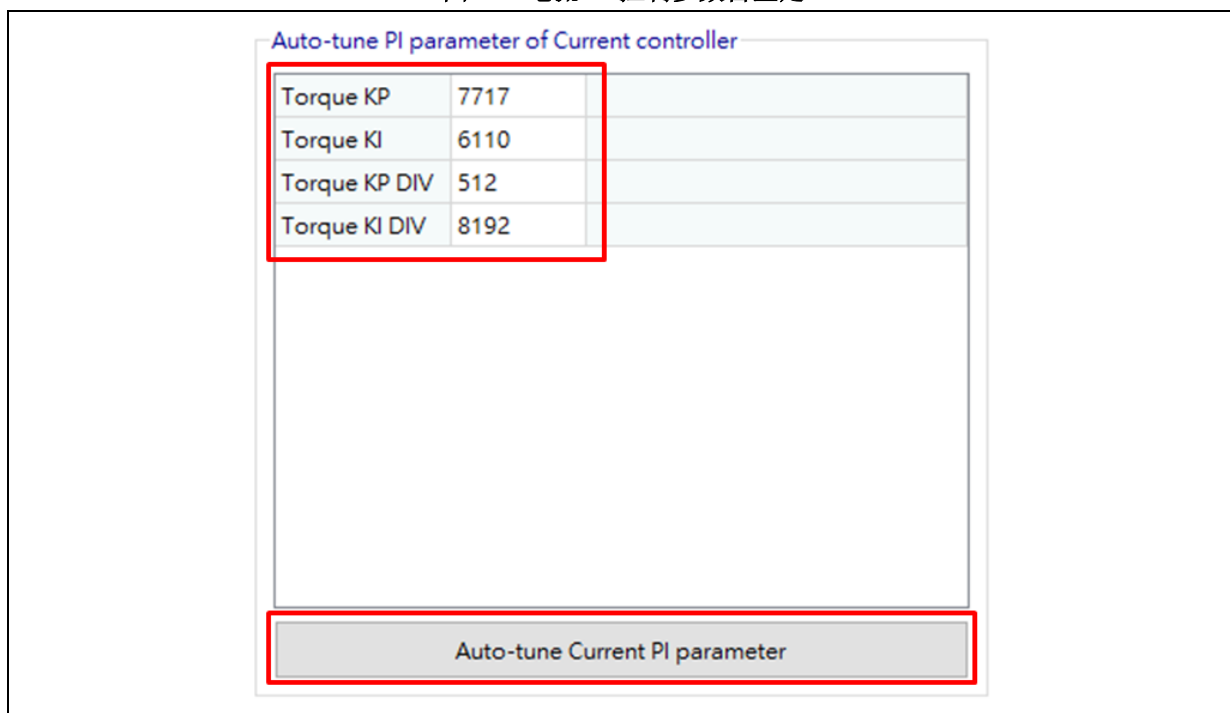 Auto-tune PI parameter of Current controller
Torque KP 7717
Torque KI 6110
Torque KP DIV 512
Torque KI DIV 8192
Auto-tune Current PI parameter